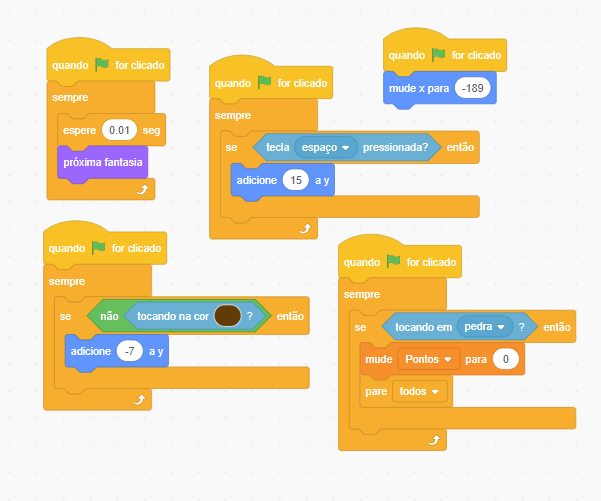 quando for clicado
sempre
espere 0.01 seg
próxima fantasia
quando for clicado
sempre
se tecla espaço pressionada? então
adicione 15 a y
quando for clicado
mude x para -189
quando for clicado
sempre
se não tocando na cor ? então
adicione -7 a y
quando for clicado
sempre
se tocando em pedra ? então
mude Pontos para 0
pare todos